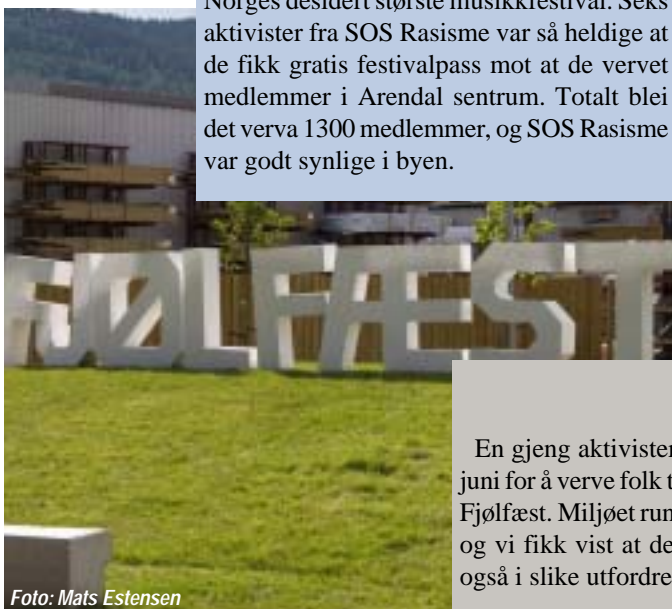 Norges desidert største musikkfestival. Seks
aktivister fra SOS Rasisme var så heldige at
de fikk gratis festivalpass mot at de vervet
medlemmer i Arendal sentrum. Totalt blei
det verva 1300 medlemmer, og SOS Rasisme
var godt synlige i byen.
FJØLFÆST
En gjeng aktivister
juni for å verve folk t
Fjølfæst. Miljøet run
og vi fikk vist at de
også i slike utfordre
Foto: Mats Estensen